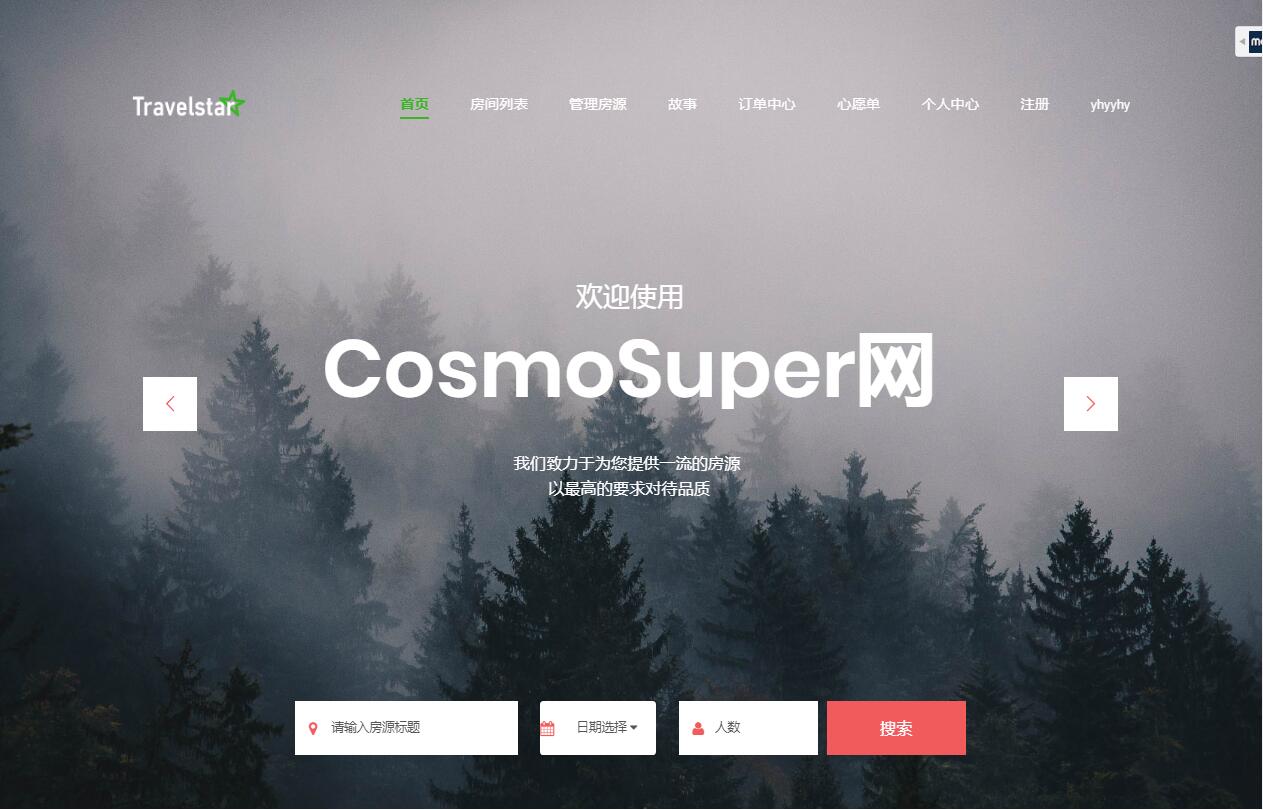 Travelstar
首页 房间列表 管理房源 故事 订单中心 心愿单 个人中心 注册 yhyyhy
欢迎使用
CosmoSuper网
我们致力于为您提供一流的房源
以最高的要求对待品质
请输入房源标题 日期选择 人数 搜索